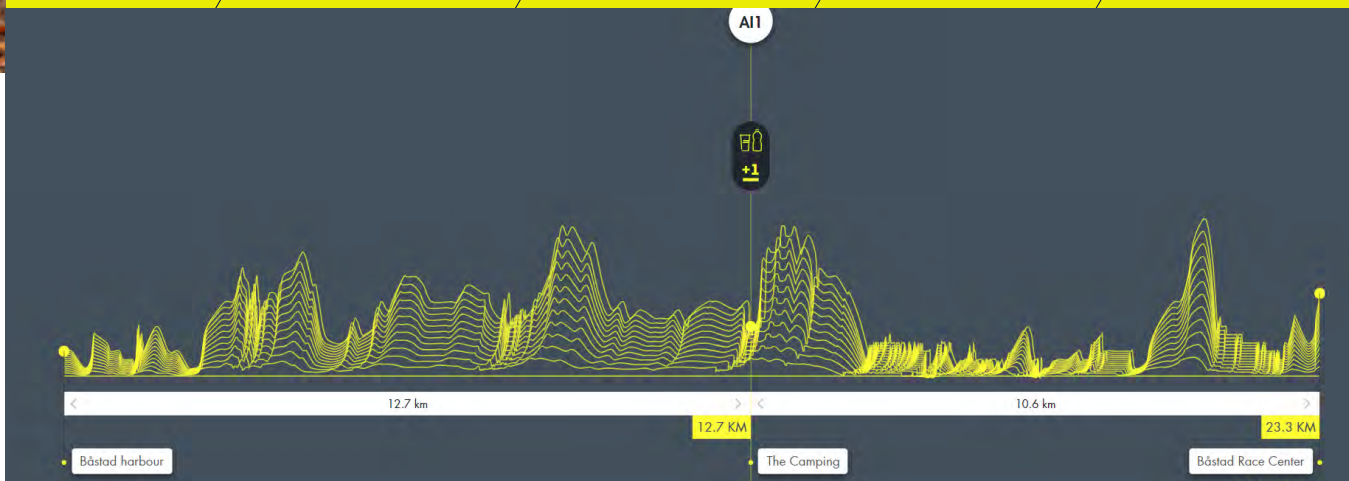 AI1
+1
12.7 km
10.6 km
12.7 KM
23.3 KM
Båstad harbour
The Camping
Båstad Race Center